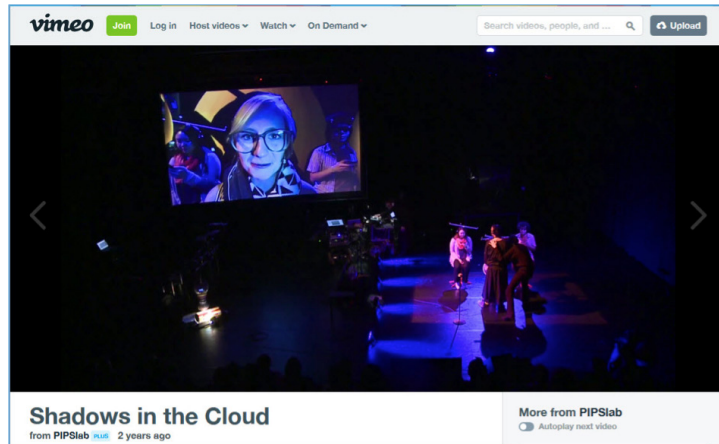 vimeo Join Log in Host videos Watch On Demand Search videos, people, and ... Upload
Shadows in the Cloud
from PIPSlab PLUS 2 years ago
More from PIPSlab
Autoplay next video